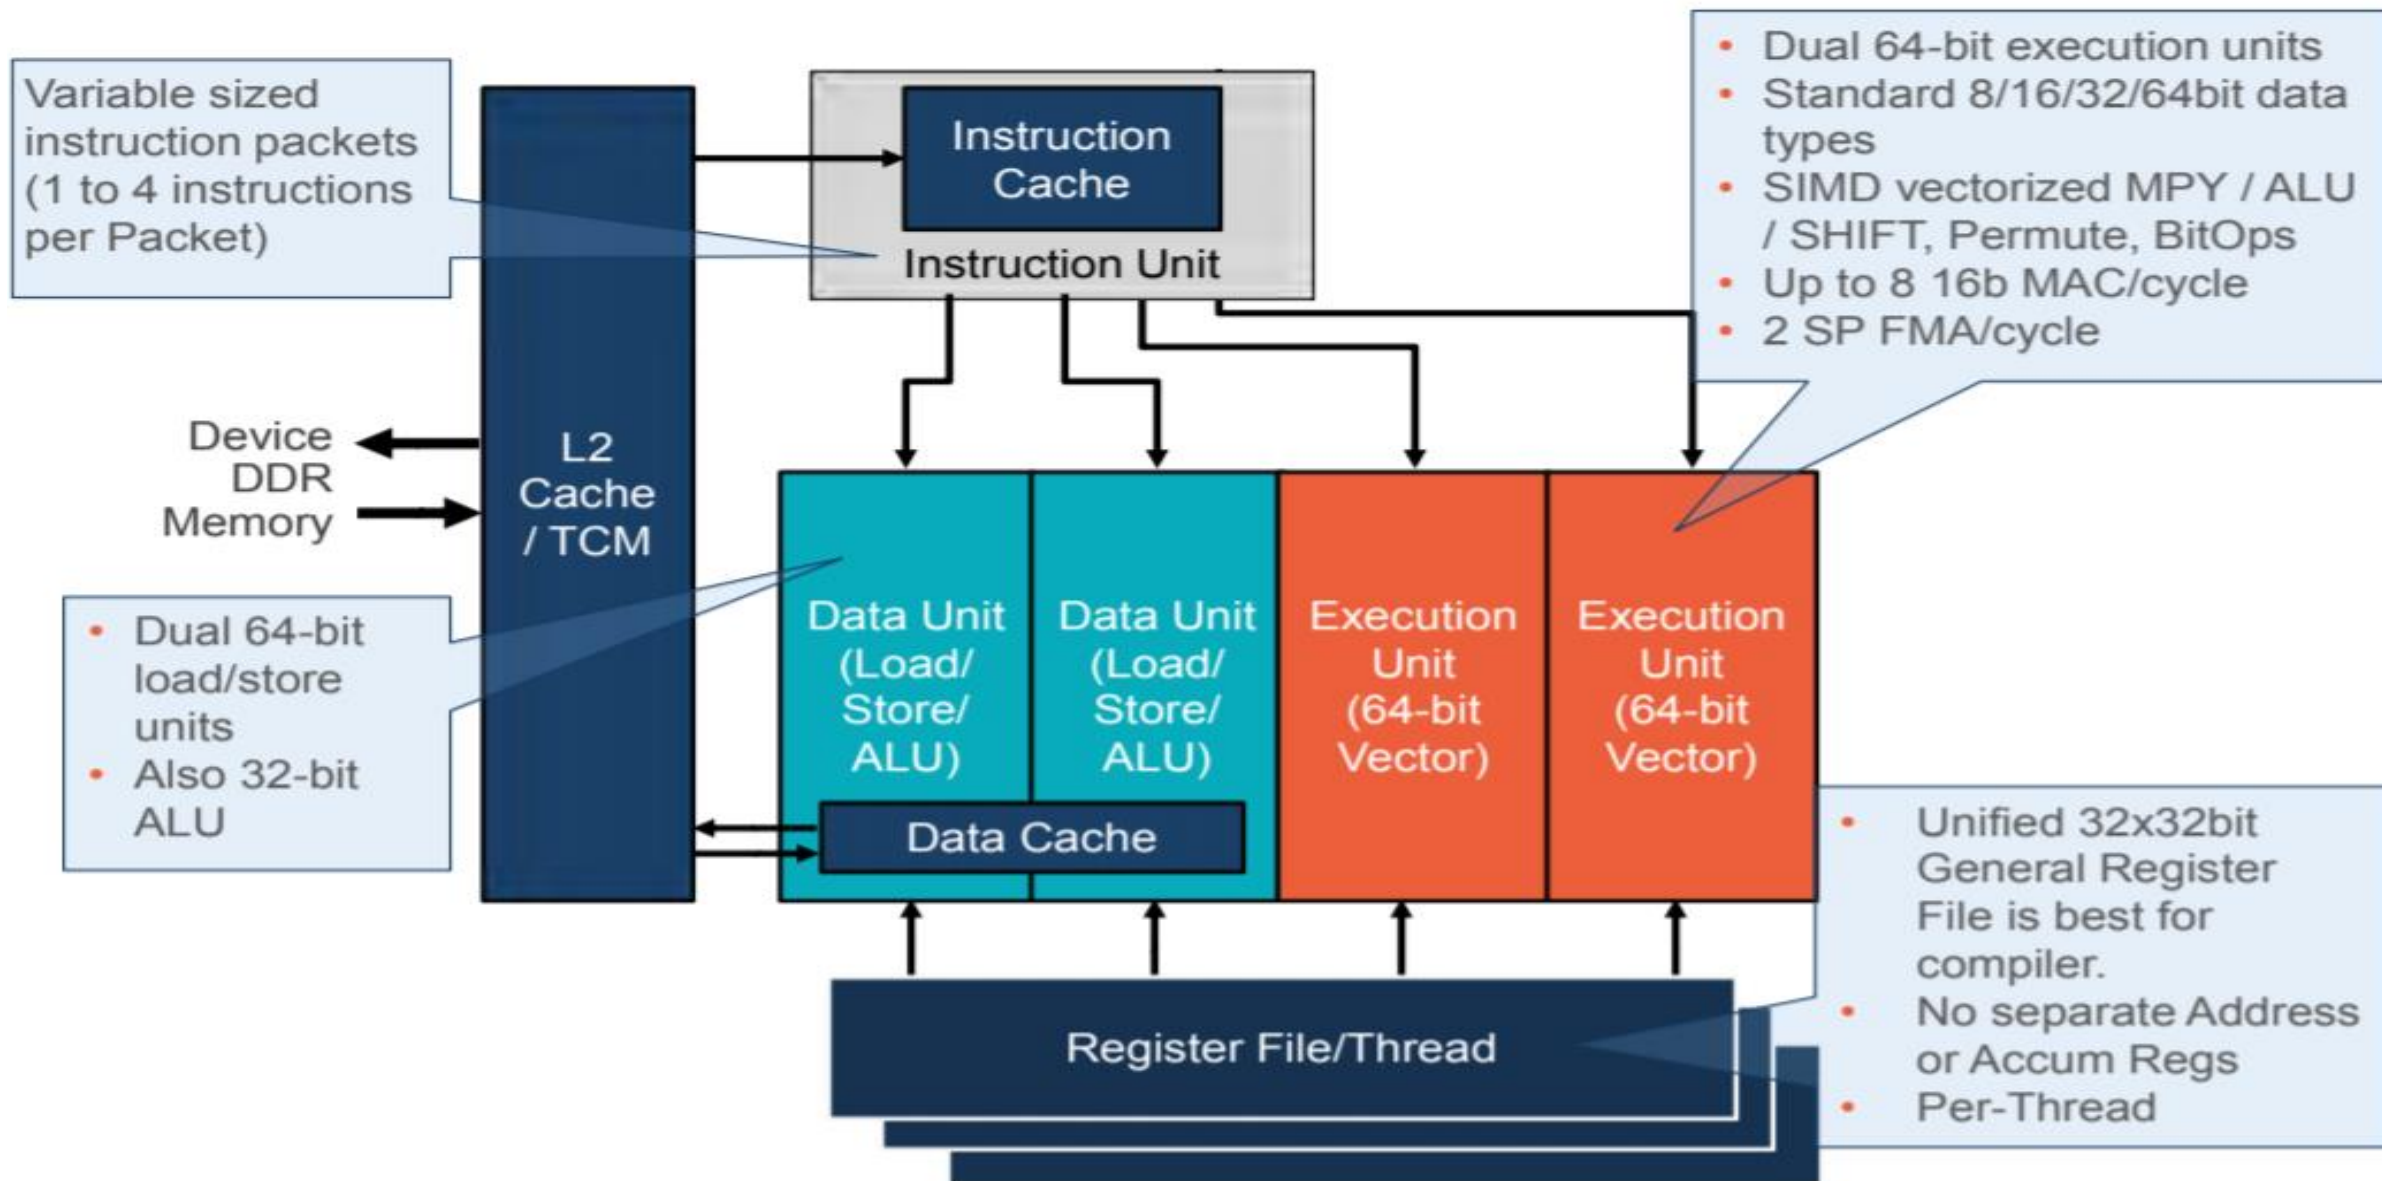 Variable sized
instruction packets
(1 to 4 instructions
per Packet)
Instruction
Cache
Instruction Unit
• Dual 64-bit execution units
• Standard 8/16/32/64bit data
types
• SIMD vectorized MPY / ALU
/ SHIFT, Permute, BitOps
• Up to 8 16b MAC/cycle
• 2 SP FMA/cycle
Device
DDR
Memory
L2
Cache
/ TCM
• Dual 64-bit
load/store
units
• Also 32-bit
ALU
Data Unit
(Load/
Store/
ALU)
Data Unit
(Load/
Store/
ALU)
Execution
Unit
(64-bit
Vector)
Execution
Unit
(64-bit
Vector)
Data Cache
• Unified 32x32bit
General Register
File is best for
compiler.
• No separate Address
or Accum Regs
• Per-Thread
Register File/Thread